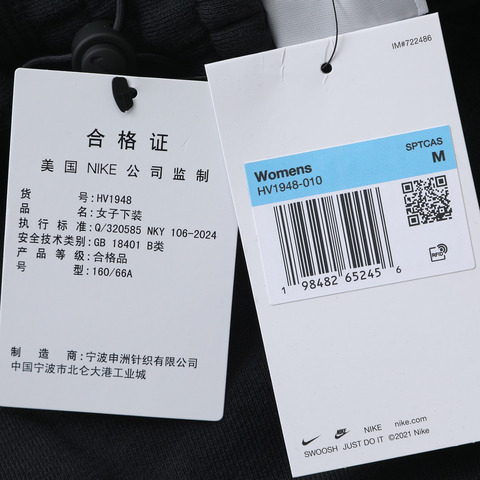 合格证
美国 NIKE 公司监制
货号:HV1948
品名:女子下装
执行标准:Q/320585 NKY 106-2024
安全技术类别:GB 18401 B类
产品等级:合格品
号型:160/66A
制造商:宁波申洲针织有限公司
中国宁波市北仑大港工业城
IM#722486
SPTCAS
Womens M
HV1948-010
1 98482 65245 6
RFID
NIKE nike.com
SWOOSH JUST DO IT ©2021 Nike